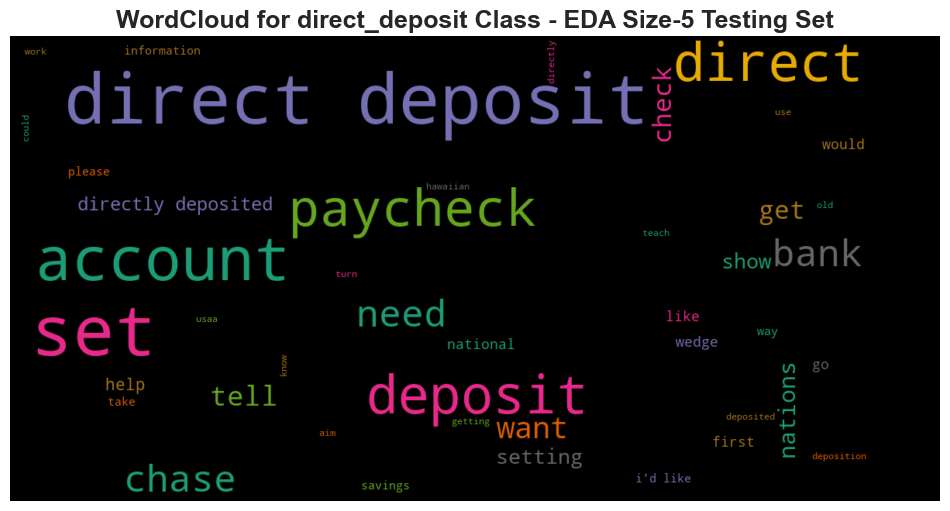 WordCloud for direct_deposit Class - EDA Size-5 Testing Set
work
information
directly
direct
direct deposit
check
could
use
would
please
hawaiian
directly deposited
paycheck
get
old
teach
account
bank
show
turn
set
usaa
need
like
way
national
wedge
know
go
help
take
tell
nations
deposit
deposited
getting
want
aim
first
setting
deposition
chase
savings
i'd like